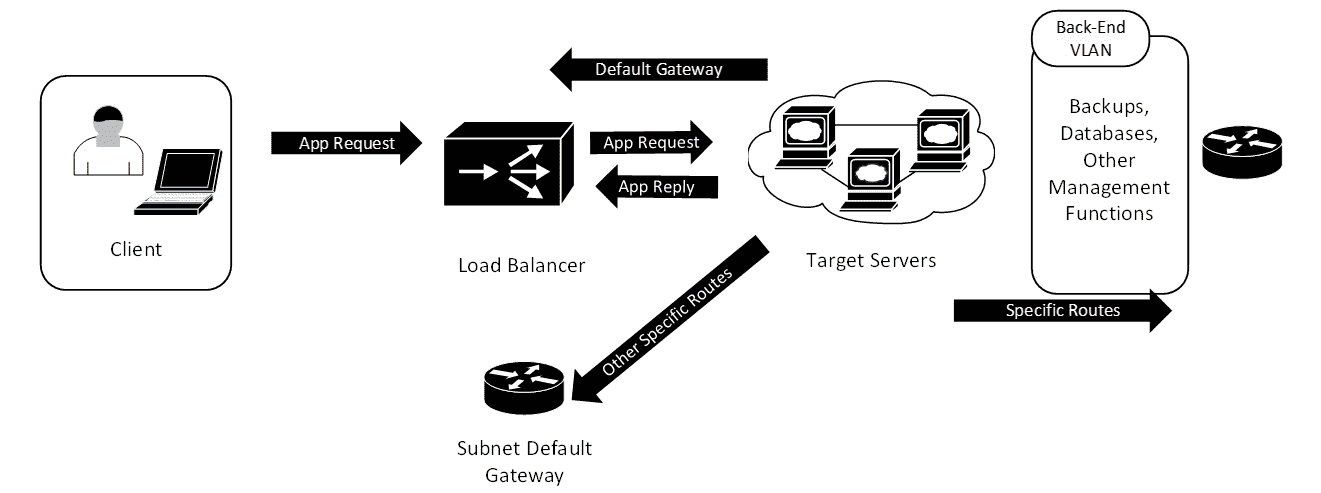 Back-End
VLAN
Default Gateway
Backups,
Databases,
Other
Management
Functions
App Request
App Request
App Reply
Client
Load Balancer
Target Servers
Other Specific Routes
Specific Routes
Subnet Default
Gateway